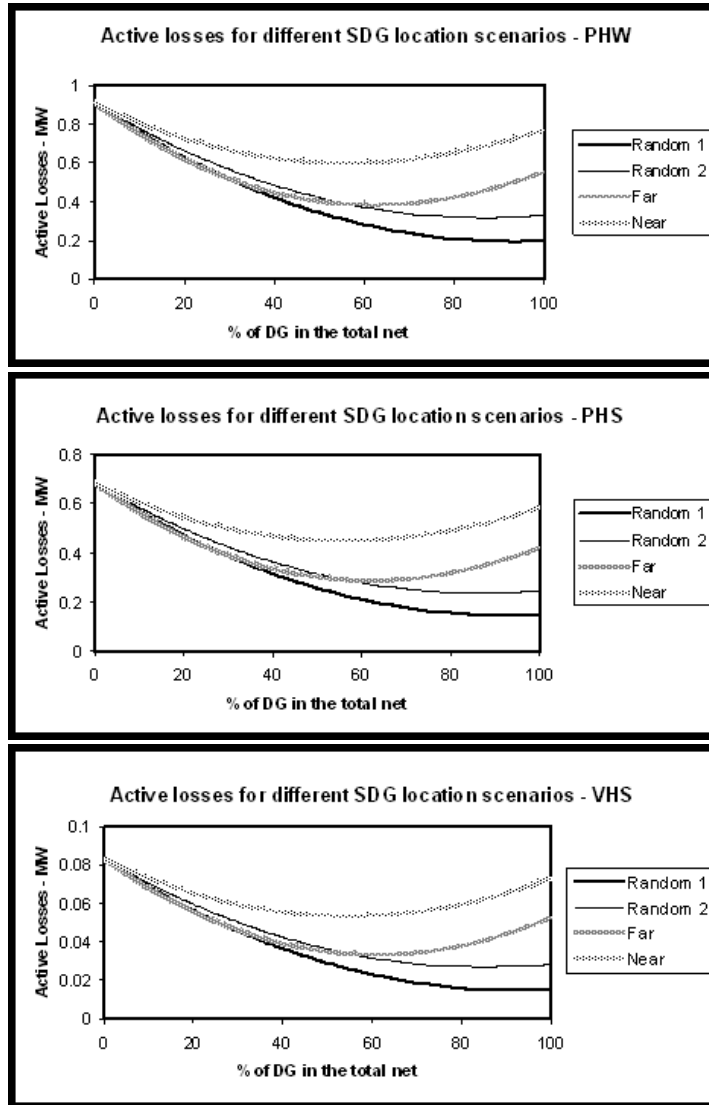 Active losses for different SDG location scenarios - PHW
Active Losses - MW
1
0.8
0.6
0.4
0.2
0
0 20 40 60 80 100
% of DG in the total net
Random 1
Random 2
Far
Near
Active losses for different SDG location scenarios - PHS
Active Losses - MW
0.8
0.6
0.4
0.2
0
0 20 40 60 80 100
% of DG in the total net
Random 1
Random 2
Far
Near
Active losses for different SDG location scenarios - VHS
Active Losses - MW
0.1
0.08
0.06
0.04
0.02
0
0 20 40 60 80 100
% of DG in the total net
Random 1
Random 2
Far
Near